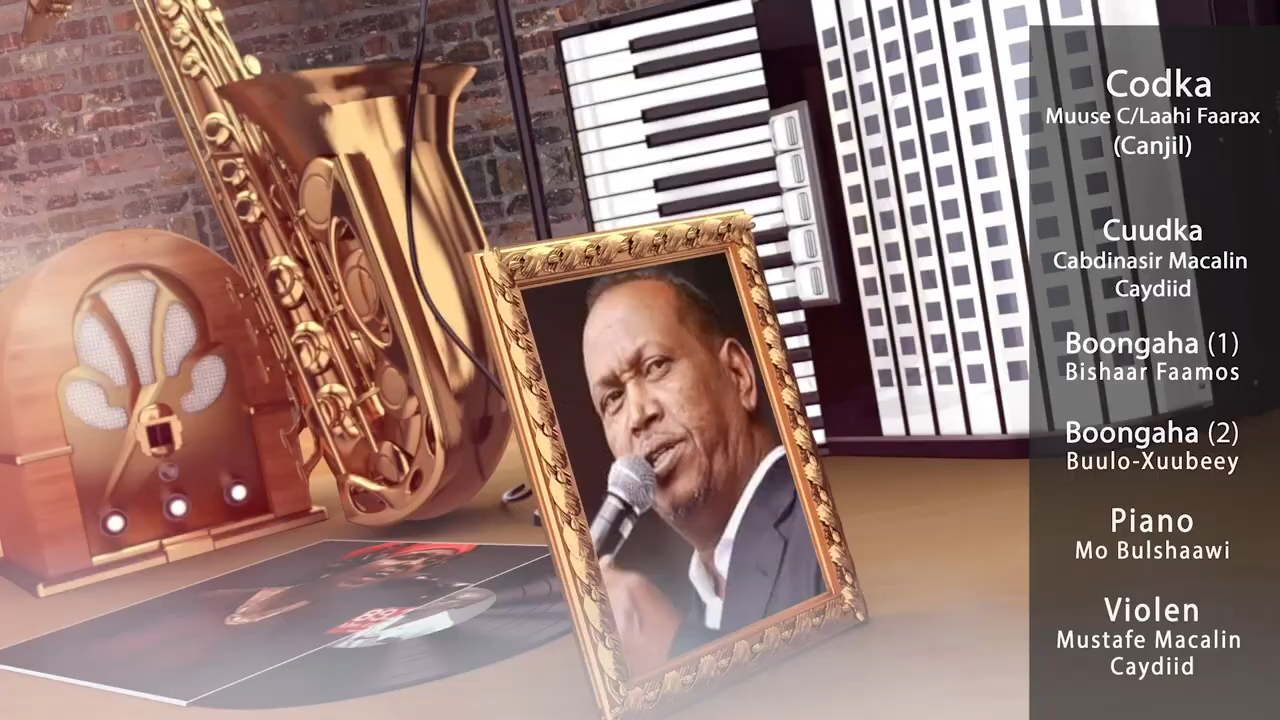 Codka
Muuse C/Laahi Faarax
(Canjil)
Cuudka
Cabdinasir Macalin
Caydiid
Boongaha (1)
Bishaar Faamos
Boongaha (2)
Buulo-Xuubeey
Piano
Mo Bulshaawi
Violen
Mustafe Macalin
Caydiid